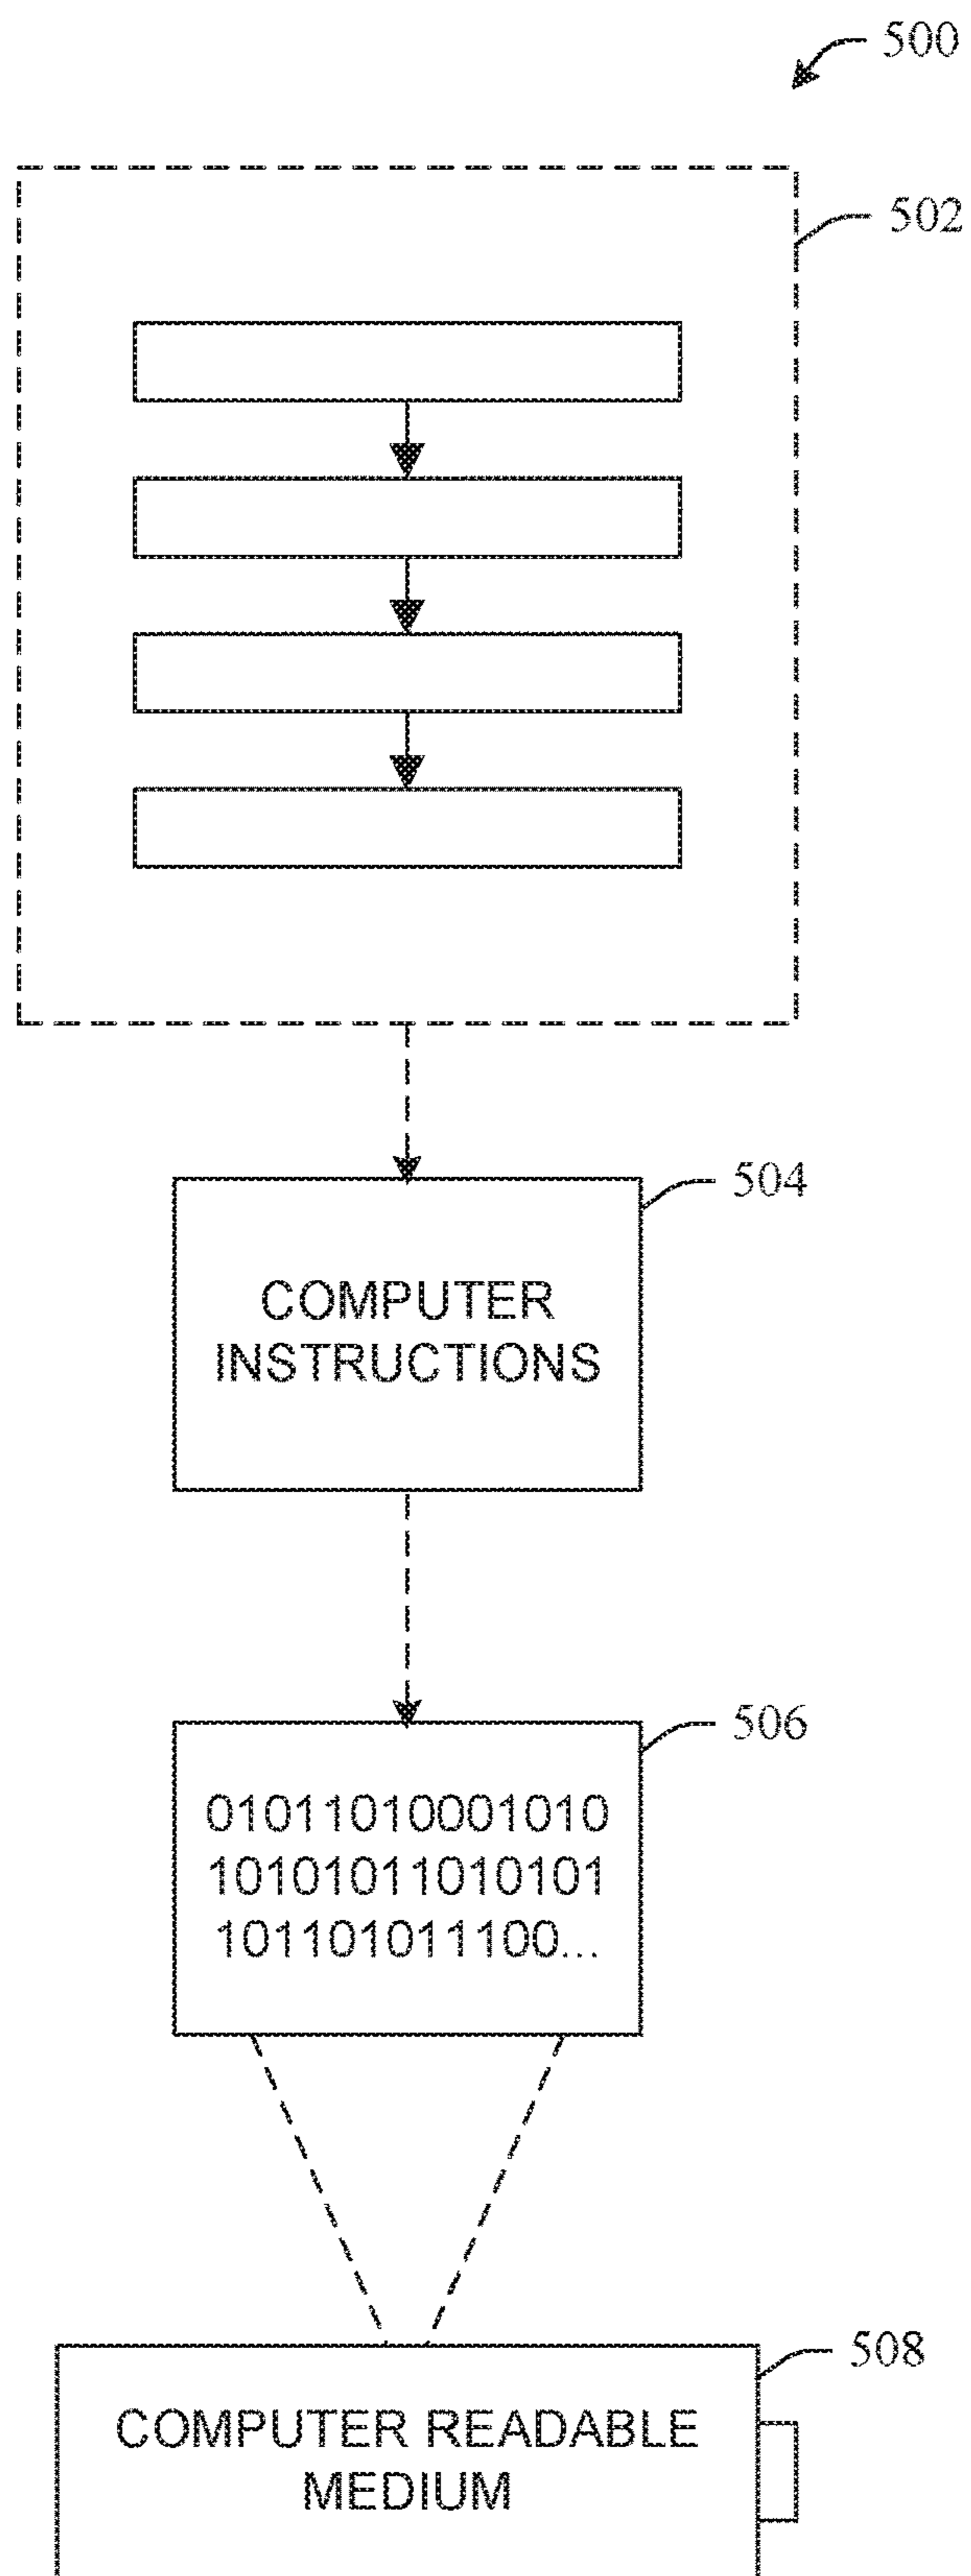 500
502
504
COMPUTER
INSTRUCTIONS
506
01011010001010
10101011010101
101101011100...
508
COMPUTER READABLE
MEDIUM